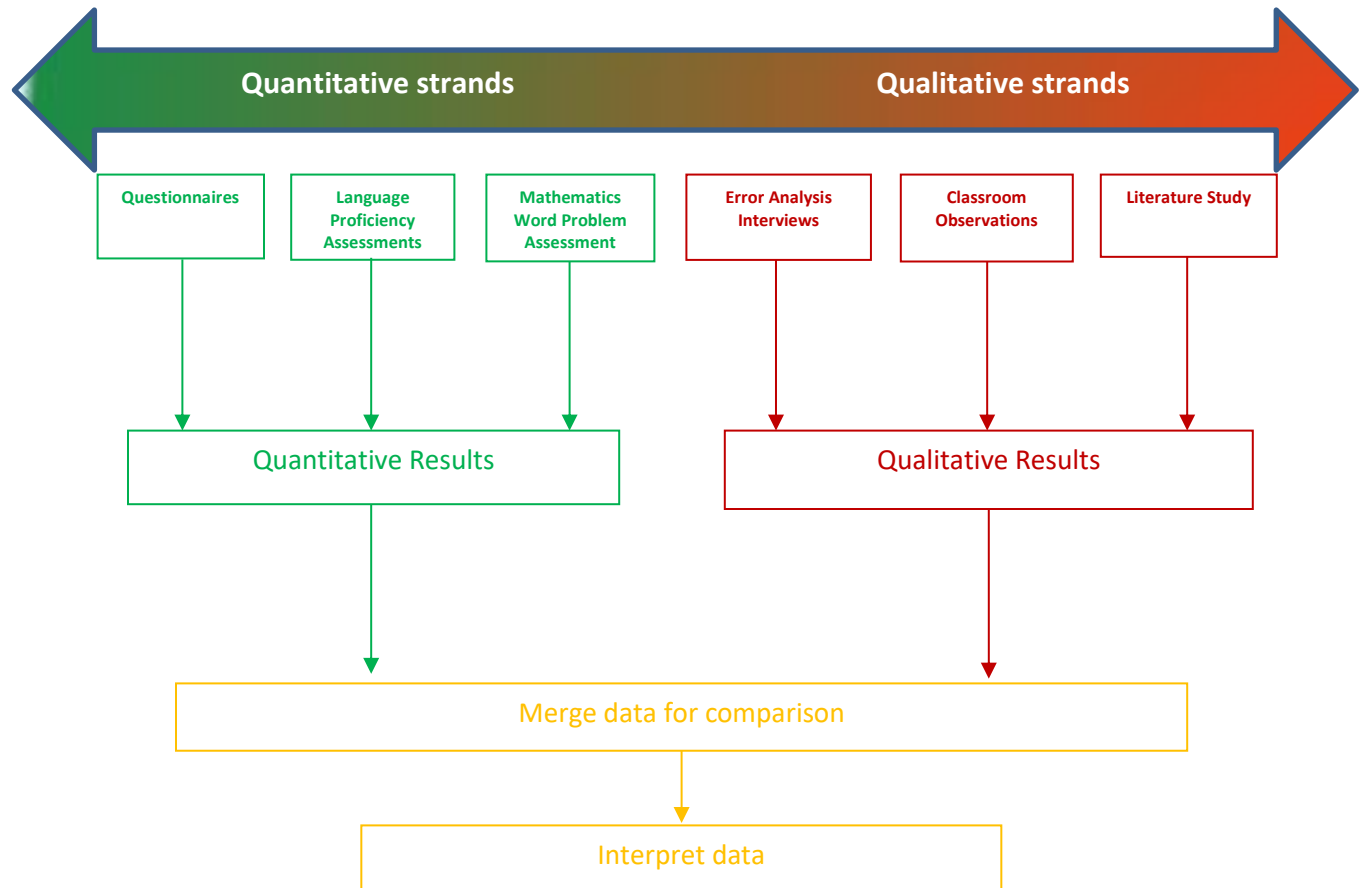 Quantitative strands
Qualitative strands
Questionnaires
Language
Proficiency
Assessments
Mathematics
Word Problem
Assessment
Error Analysis
Interviews
Classroom
Observations
Literature Study
Quantitative Results
Qualitative Results
Merge data for comparison
Interpret data